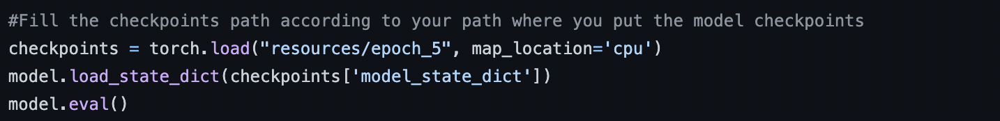 #Fill the checkpoints path according to your path where you put the model checkpoints
checkpoints = torch.load("resources/epoch_5", map_location='cpu')
model.load_state_dict(checkpoints['model_state_dict'])
model.eval()